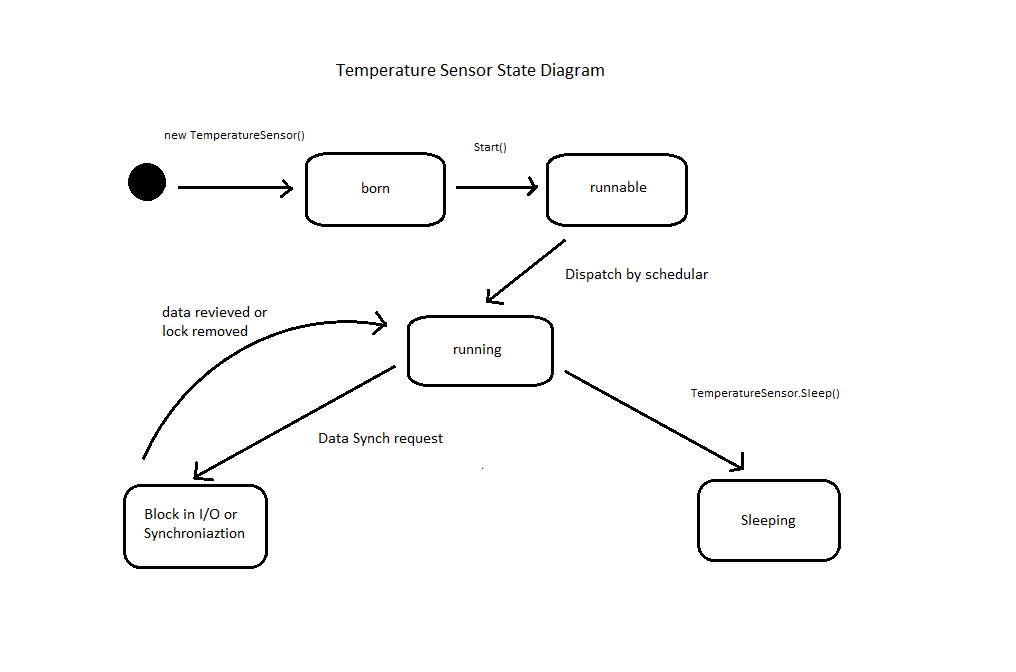 Temperature Sensor State Diagram
new TemperatureSensor()
Start()
born
runnable
Dispatch by schedular
data revieved or
lock removed
running
TemperatureSensor.Sleep()
Data Synch request
Block in I/O or
Synchroniaztion
Sleeping